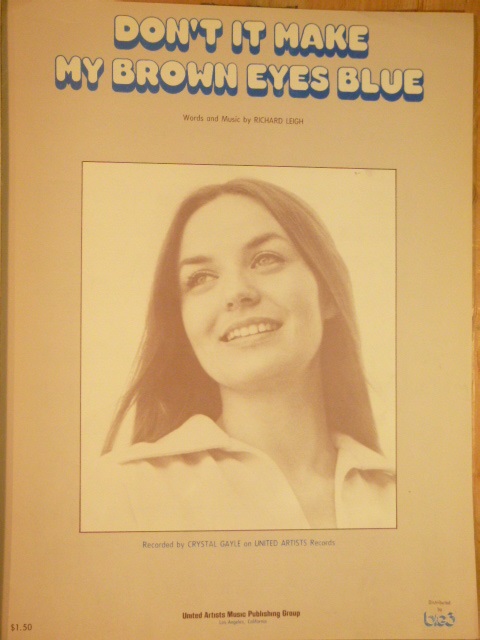 DON'T IT MAKE
MY BROWN EYES BLUE
Words and Music by RICHARD LEIGH
Recorded by CRYSTAL GAYLE on UNITED ARTISTS Records
United Artists Music Publishing Group
Los Angeles, California
Distributed
by
big3
$1.50